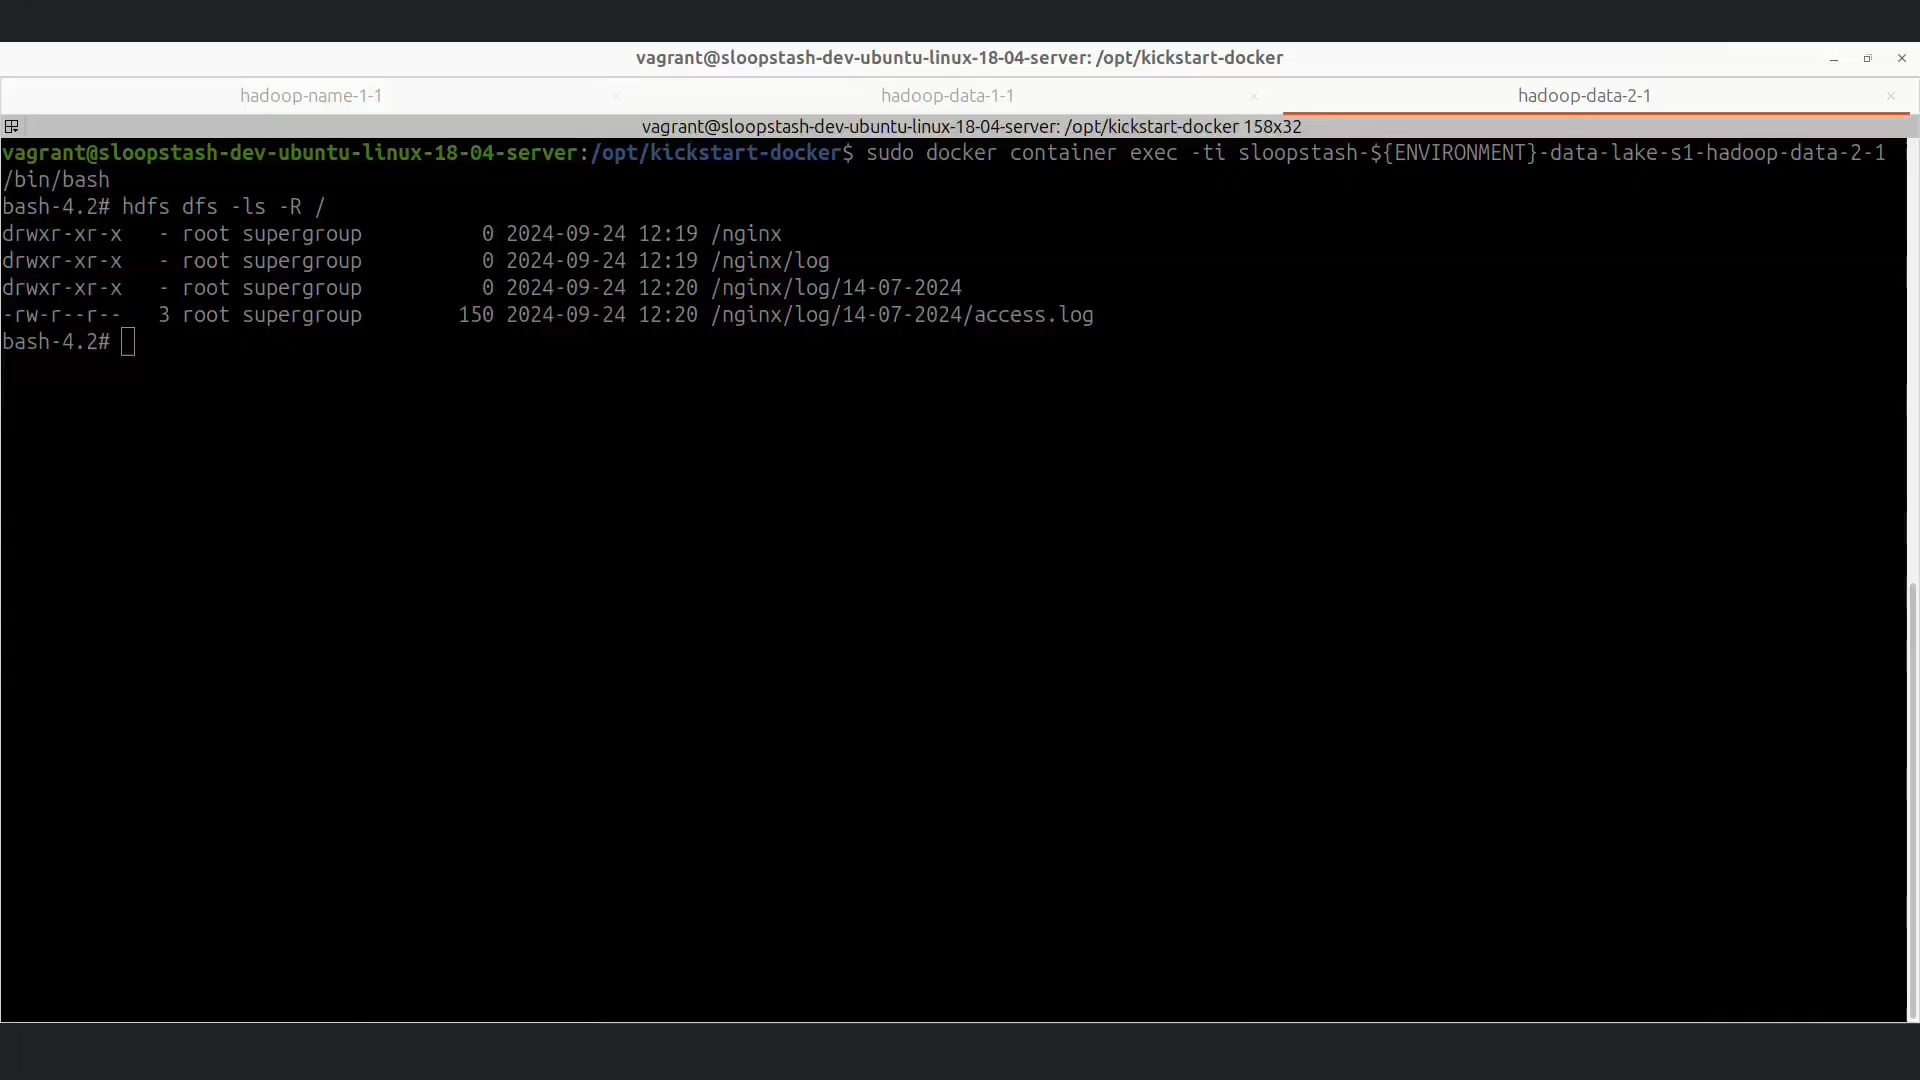 vagrant@sloopstash-dev-ubuntu-linux-18-04-server: /opt/kickstart-docker
hadoop-name-1-1 hadoop-data-1-1 hadoop-data-2-1
vagrant@sloopstash-dev-ubuntu-linux-18-04-server: /opt/kickstart-docker 158x32
vagrant@sloopstash-dev-ubuntu-linux-18-04-server:/opt/kickstart-docker$ sudo docker container exec -ti sloopstash-${ENVIRONMENT}-data-lake-s1-hadoop-data-2-1
/bin/bash
bash-4.2# hdfs dfs -ls -R /
drwxr-xr-x   - root supergroup          0 2024-09-24 12:19 /nginx
drwxr-xr-x   - root supergroup          0 2024-09-24 12:19 /nginx/log
drwxr-xr-x   - root supergroup          0 2024-09-24 12:20 /nginx/log/14-07-2024
-rw-r--r--   3 root supergroup        150 2024-09-24 12:20 /nginx/log/14-07-2024/access.log
bash-4.2#